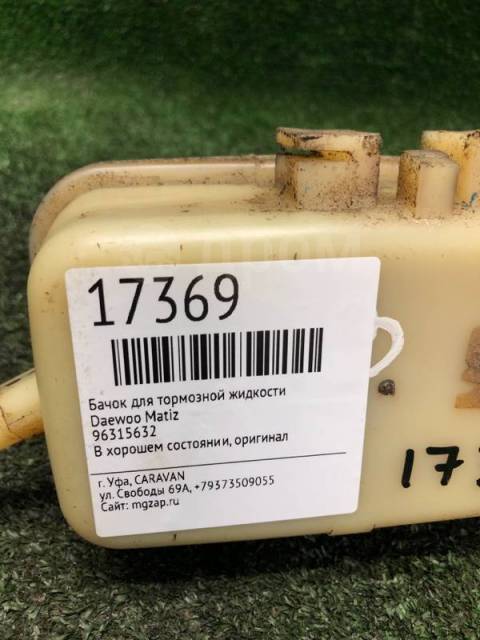 17369
Бачок для тормозной жидкости
Daewoo Matiz
96315632
В хорошем состоянии, оригинал
г. Уфа, CARAVAN
ул. Свободы 69А, +79373509055
Сайт: mgzap.ru